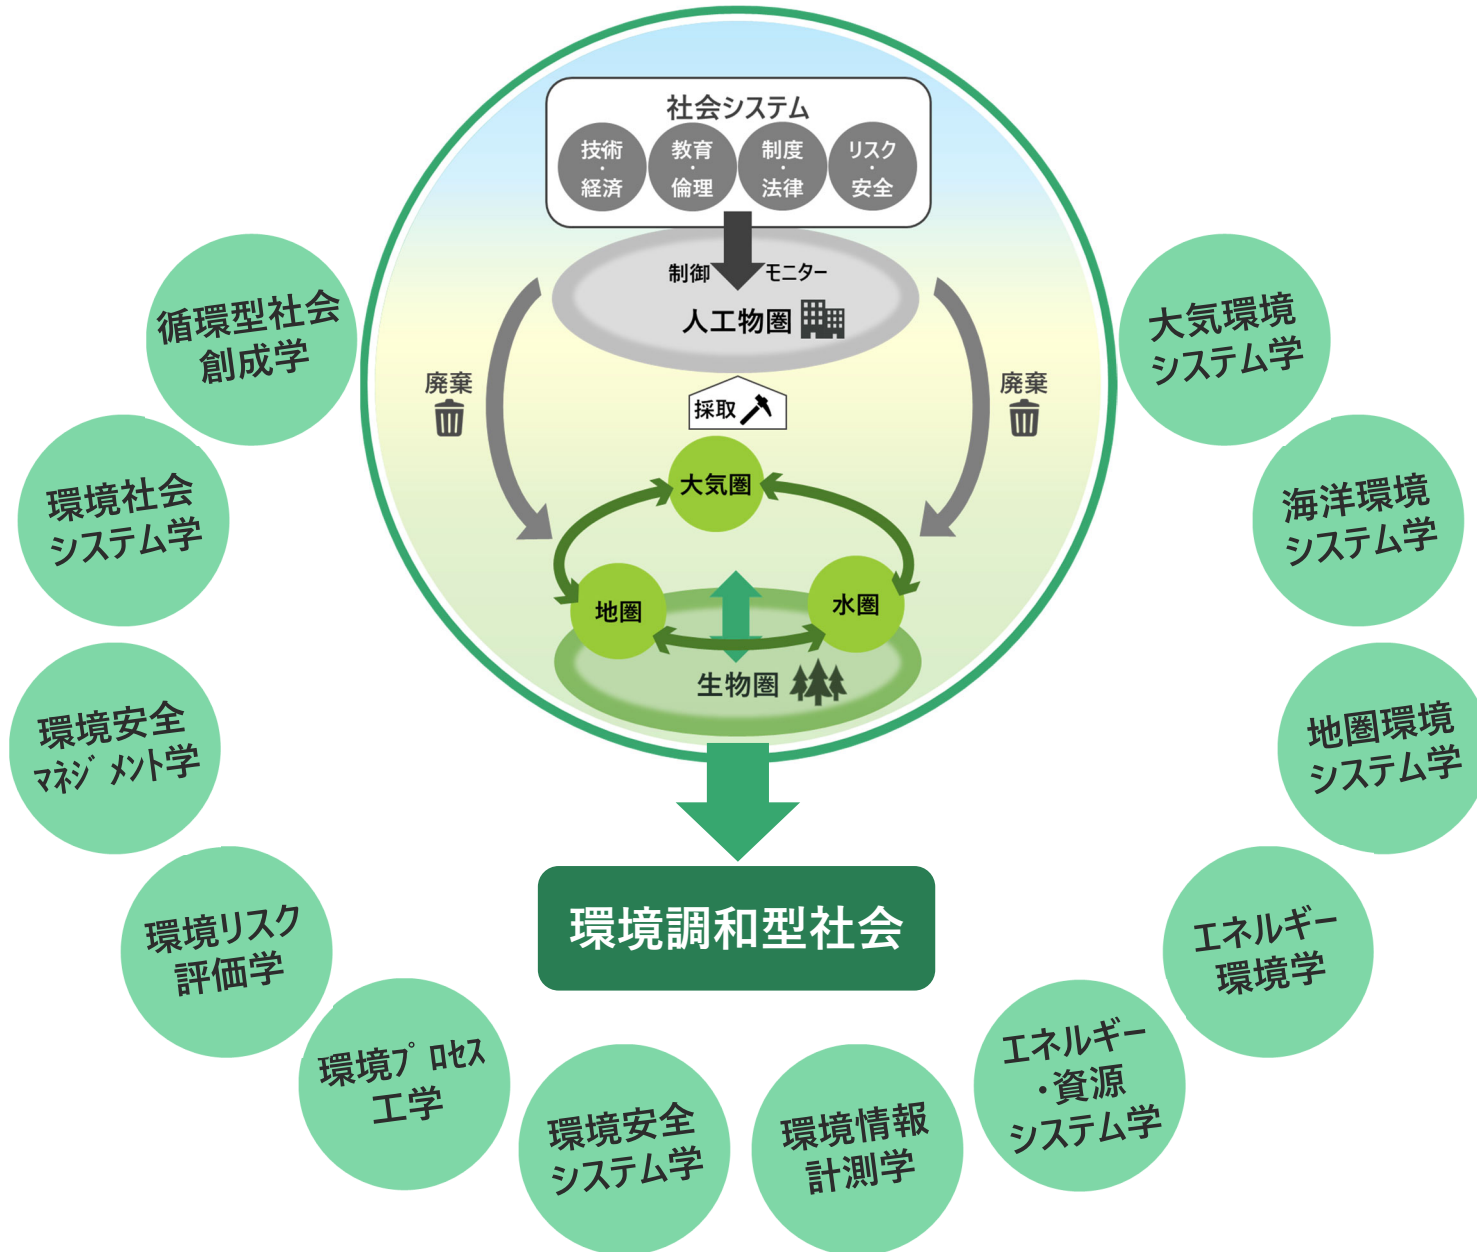 社会システム
技術
・
経済
教育
・
倫理
制度
・
法律
リスク
・
安全
制御
モニター
人工物圏
廃棄
廃棄
採取
大気圏
地圏
水圏
生物圏
環境調和型社会
循環型社会
創成学
環境社会
システム学
環境安全
マネジメント学
環境リスク
評価学
環境プロセス
工学
環境安全
システム学
環境情報
計測学
エネルギー
・資源
システム学
エネルギー
環境学
地圏環境
システム学
海洋環境
システム学
大気環境
システム学